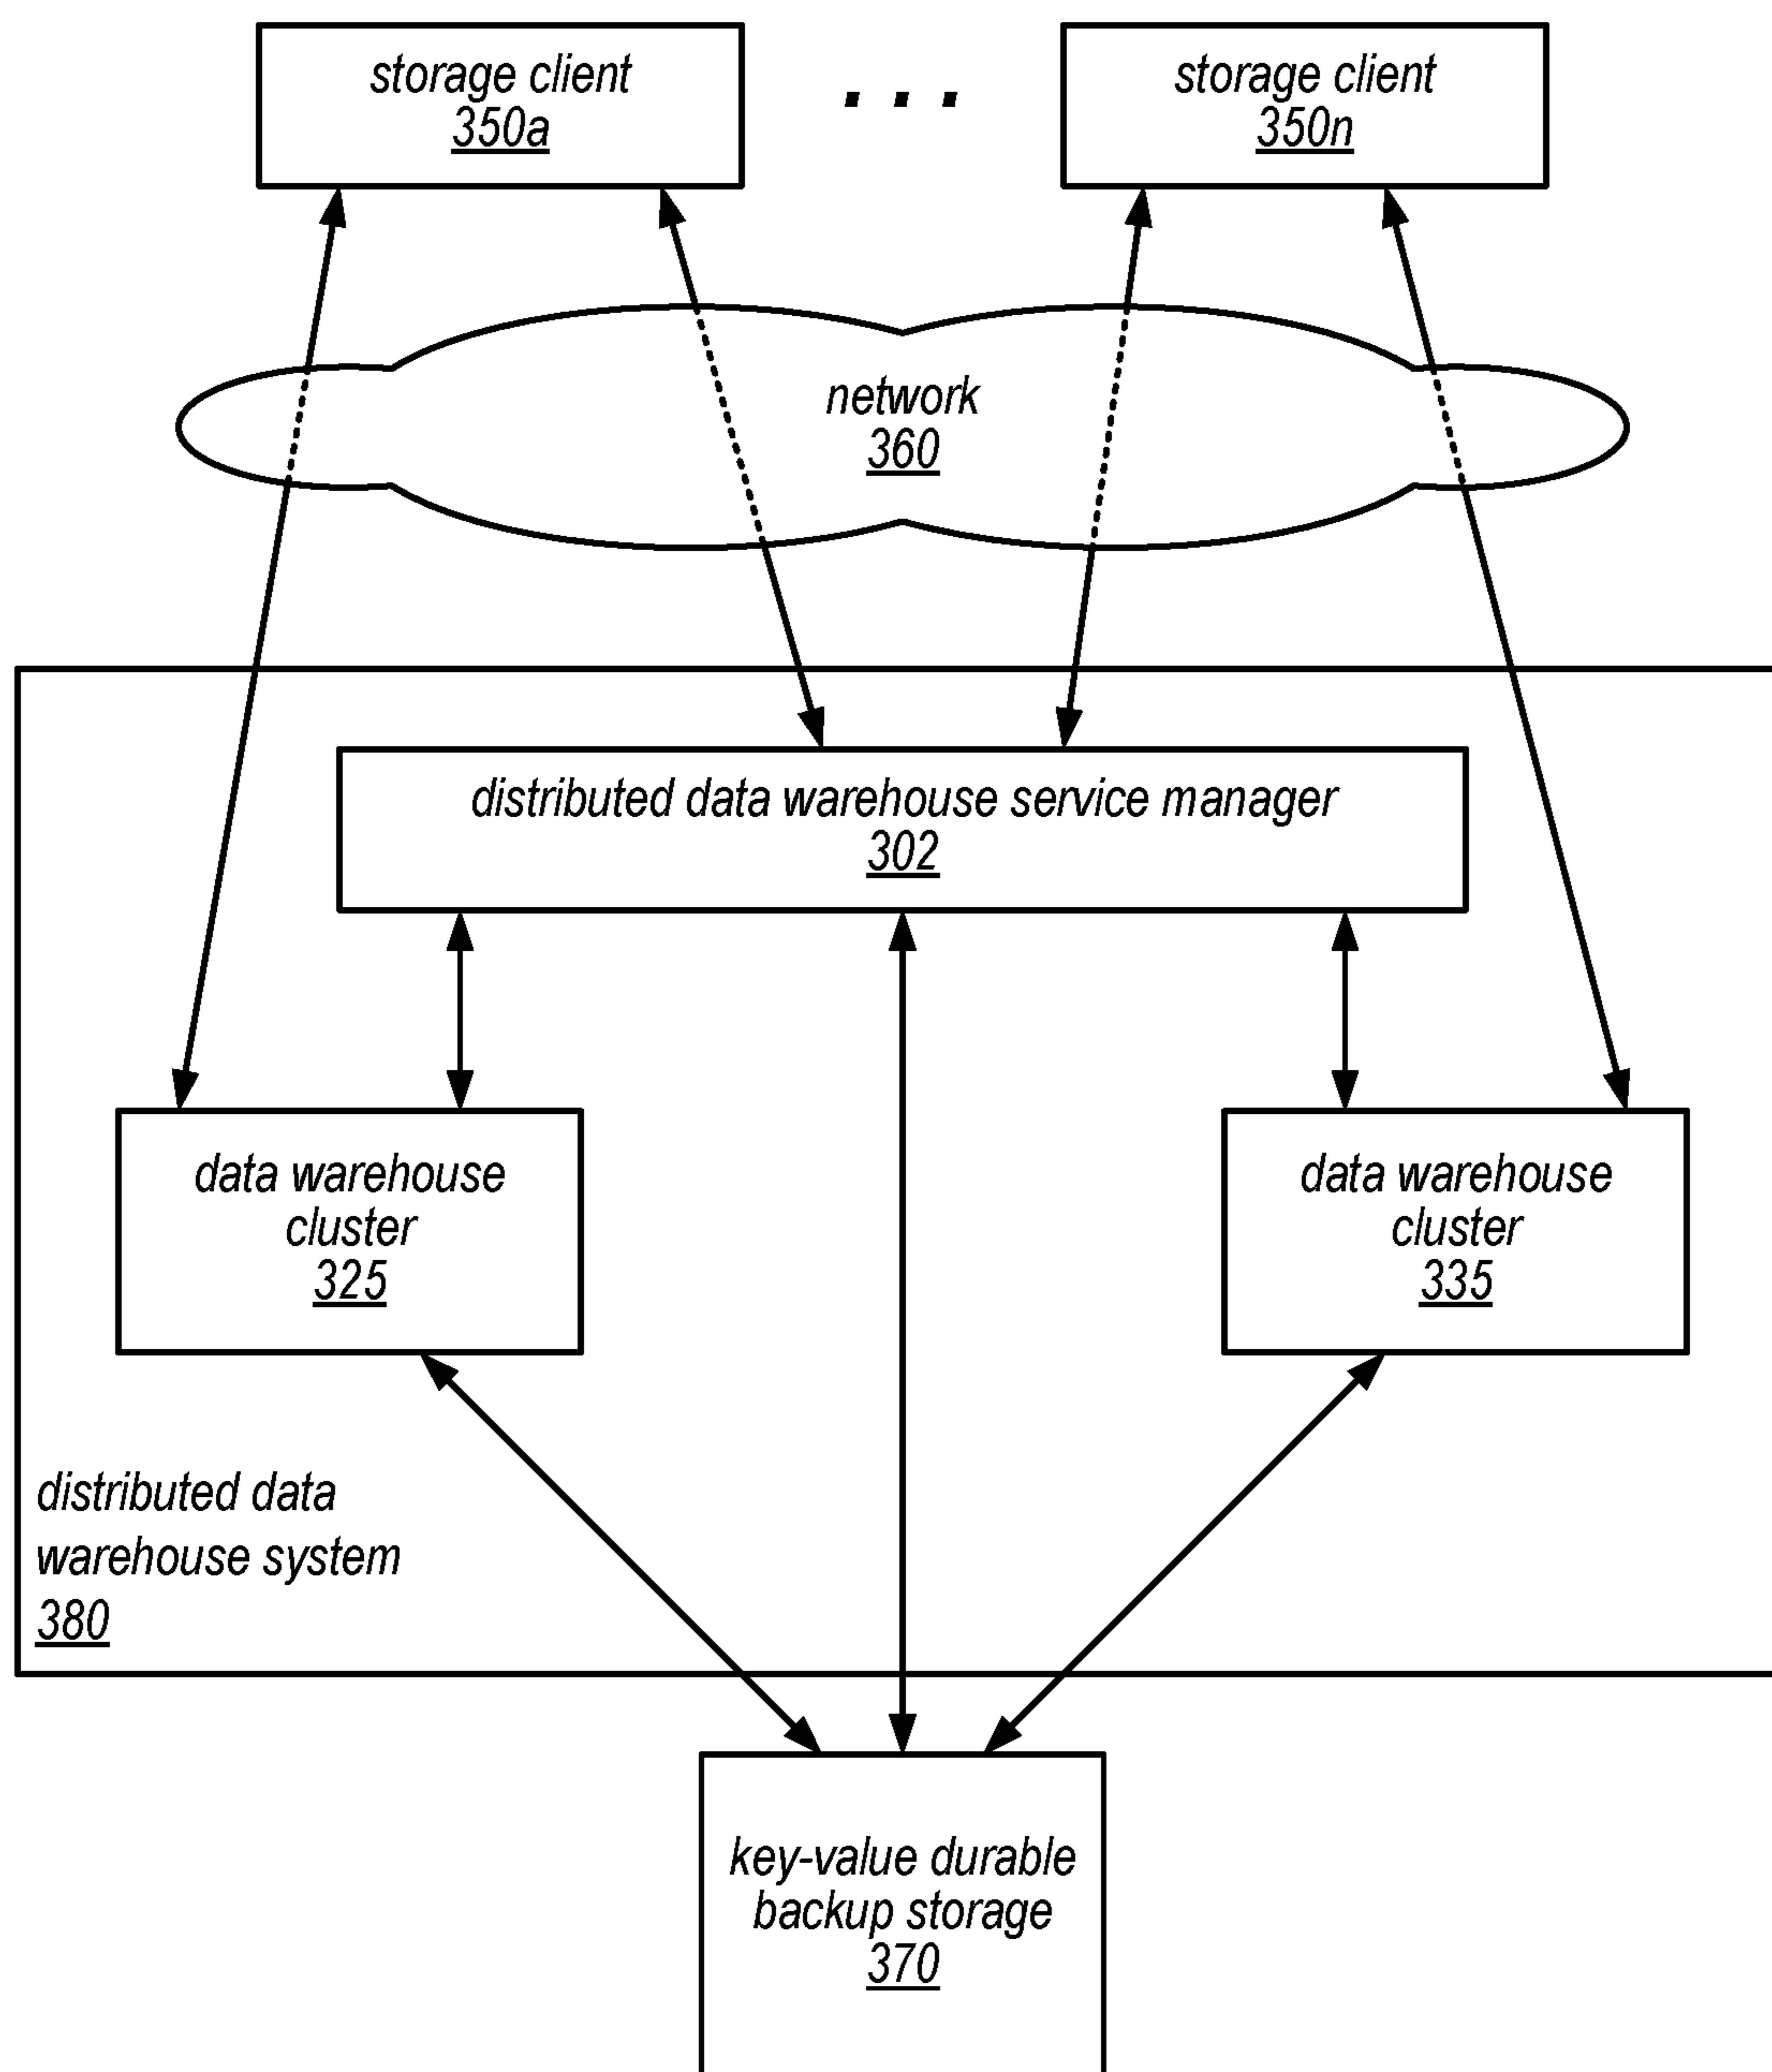 storage client
350a
. . .
storage client
350n
network
360
distributed data warehouse service manager
302
data warehouse
cluster
325
data warehouse
cluster
335
distributed data
warehouse system
380
key-value durable
backup storage
370